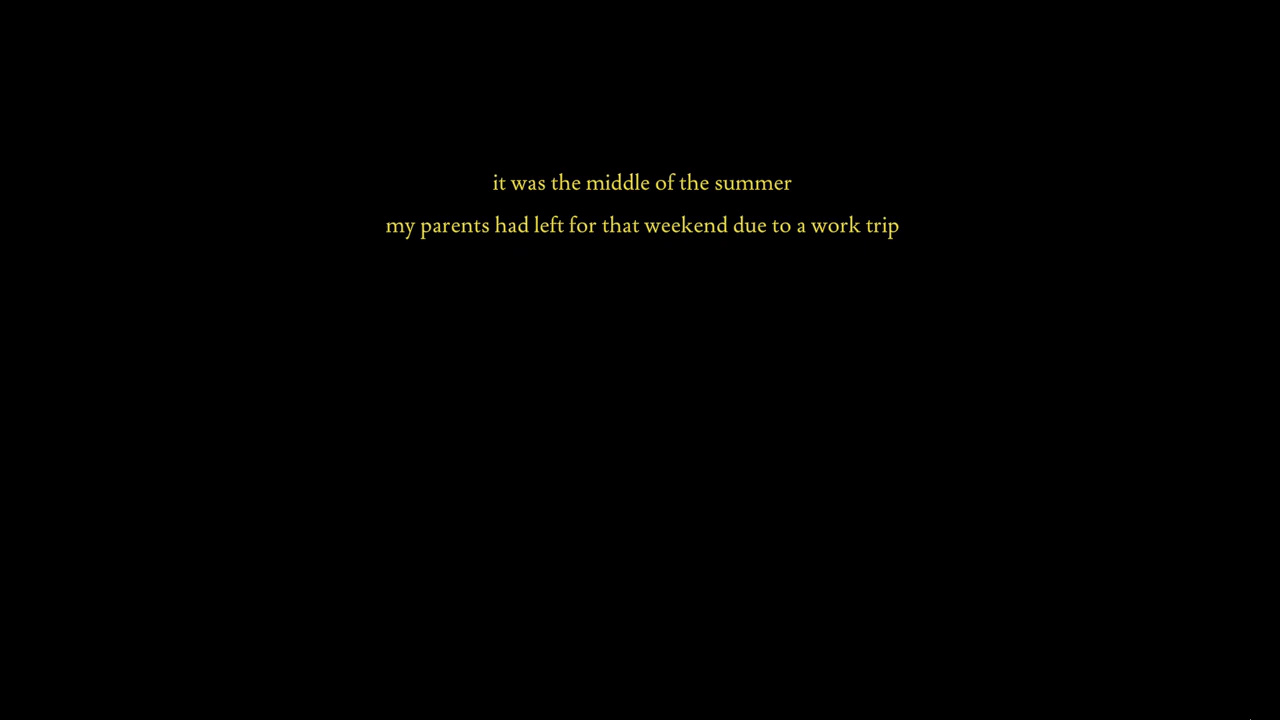 it was the middle of the summer
my parents had left for that weekend due to a work trip